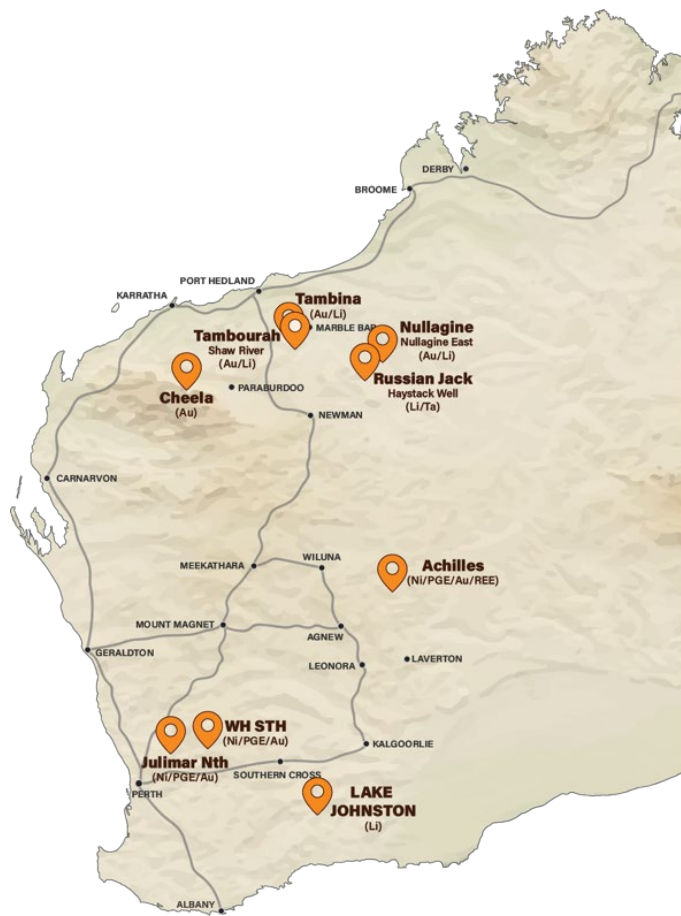 DERBY
BROOME
PORT HEDLAND
KARRATHA
Tambina
(Au/Li)
MARBLE BAR
Tambourah
Shaw River
(Au/Li)
Nullagine
Nullagine East
(Au/Li)
Russian Jack
Haystack Well
(Li/Ta)
Cheela
(Au)
PARABURDOO
NEWMAN
CARNARVON
MEEKATHARA
WILUNA
Achilles
(Ni/PGE/Au/REE)
MOUNT MAGNET
AGNEW
GERALDTON
LEONORA
LAVERTON
WH STH
(Ni/PGE/Au)
Julimar Nth
(Ni/PGE/Au)
KALGOORLIE
SOUTHERN CROSS
PERTH
LAKE
JOHNSTON
(Li)
ALBANY